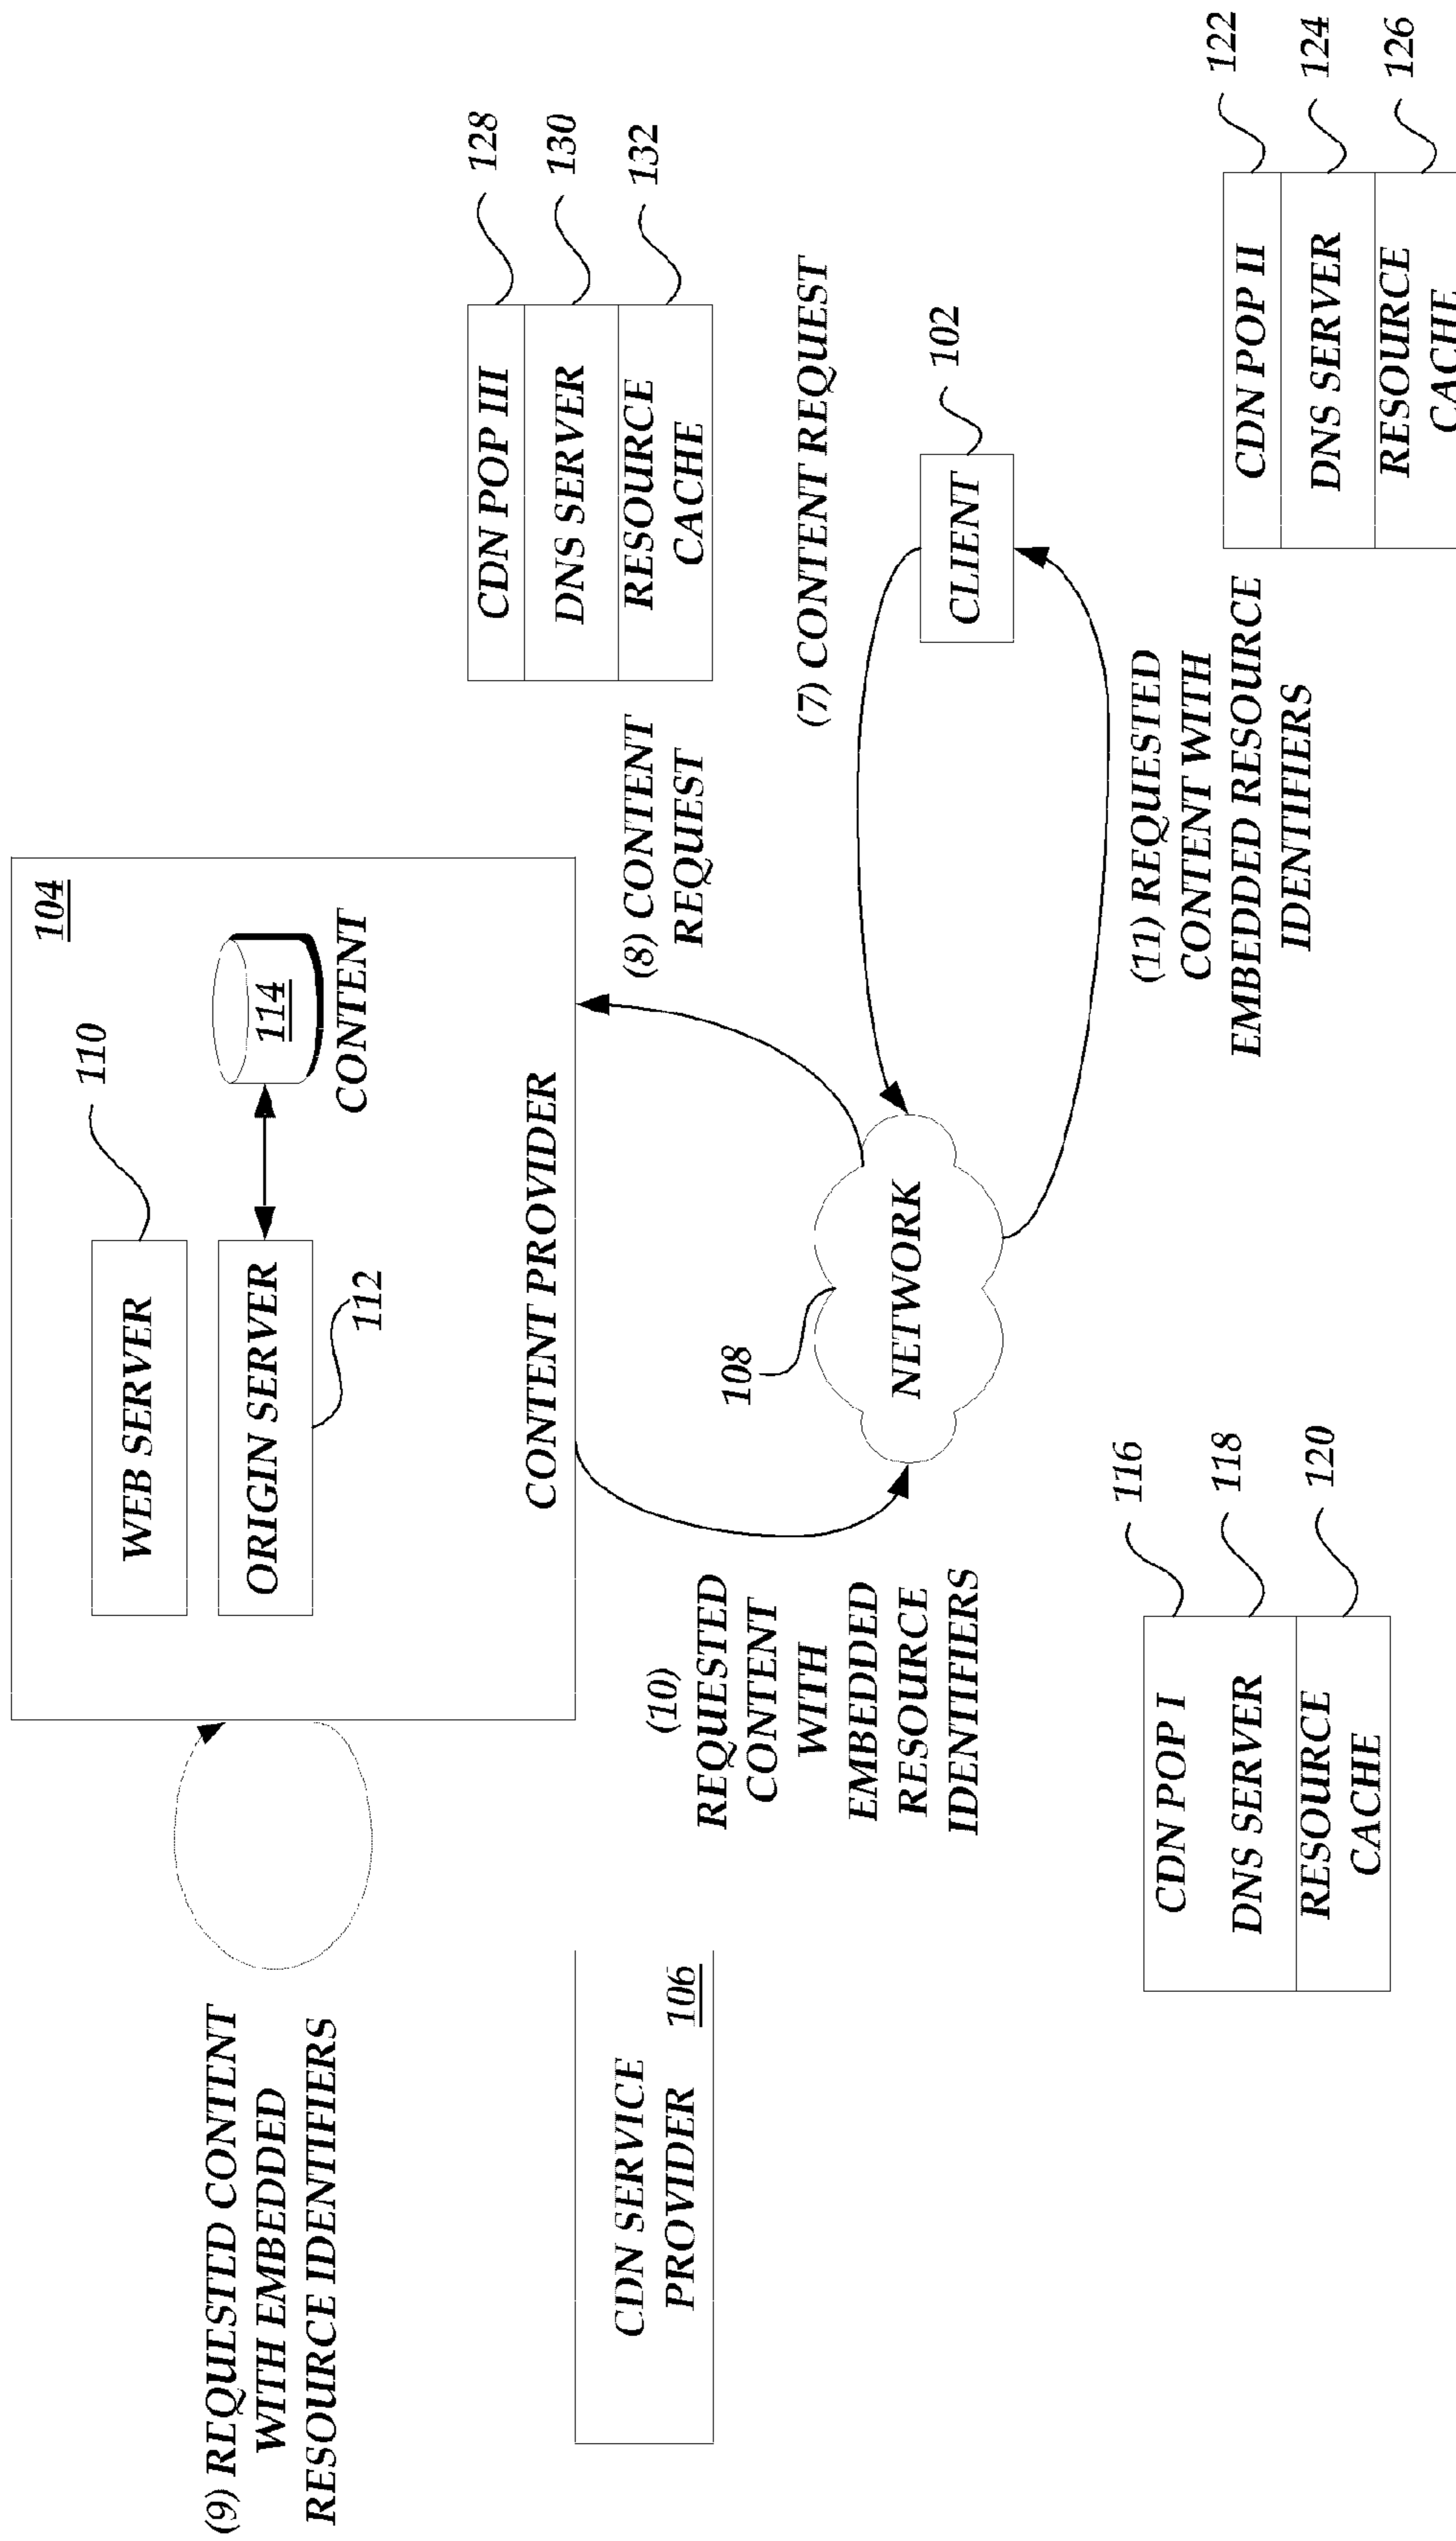 104
110
WEB SERVER
(9) REQUESTED CONTENT
WITH EMBEDDED
RESOURCE IDENTIFIERS
ORIGIN SERVER
112
114
CONTENT
CONTENT PROVIDER
CDN POP III
128
DNS SERVER
130
RESOURCE
CACHE
132
CDN SERVICE
PROVIDER
106
(8) CONTENT
REQUEST
(10)
REQUESTED
CONTENT
WITH
EMBEDDED
RESOURCE
IDENTIFIERS
108
NETWORK
(7) CONTENT REQUEST
CLIENT
102
(11) REQUESTED
CONTENT WITH
EMBEDDED RESOURCE
IDENTIFIERS
CDN POP I
116
DNS SERVER
118
RESOURCE
CACHE
120
CDN POP II
122
DNS SERVER
124
RESOURCE
CACHE
126